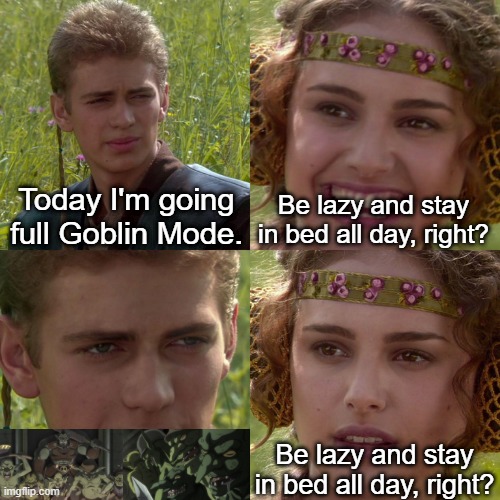 Today I'm going
full Goblin Mode.
Be lazy and stay
in bed all day, right?
Be lazy and stay
in bed all day, right?
imgflip.com